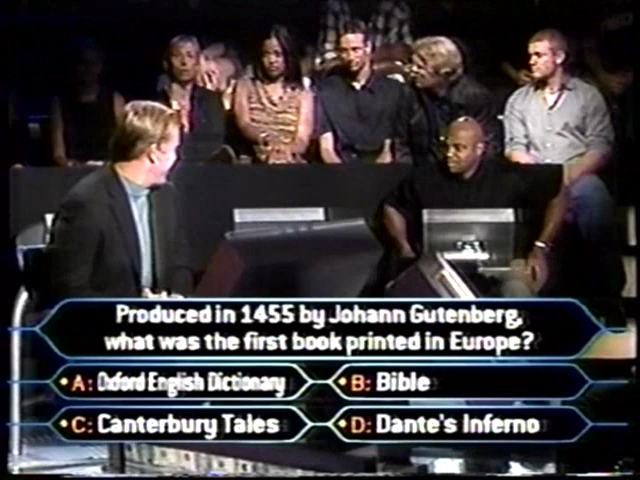 Produced in 1455 by Johann Gutenberg,
what was the first book printed in Europe?
A: Oxford English Dictionary
B: Bible
C: Canterbury Tales
D: Dante's Inferno